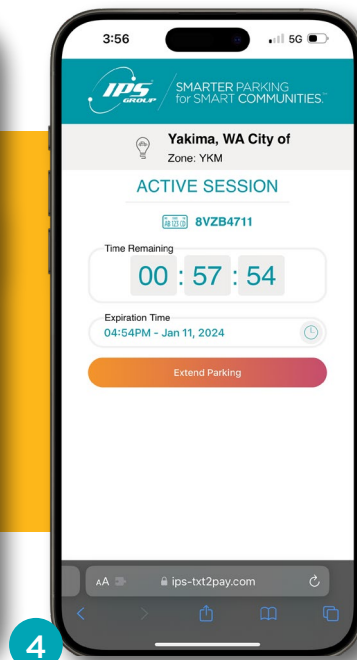 3:56
5G
IPS
GROUP
SMARTER PARKING
for SMART COMMUNITIES.™
Yakima, WA City of
Zone: YKM
ACTIVE SESSION
8VZB4711
Time Remaining
00 : 57 : 54
Expiration Time
04:54PM - Jan 11, 2024
Extend Parking
AA ips-txt2pay.com
4